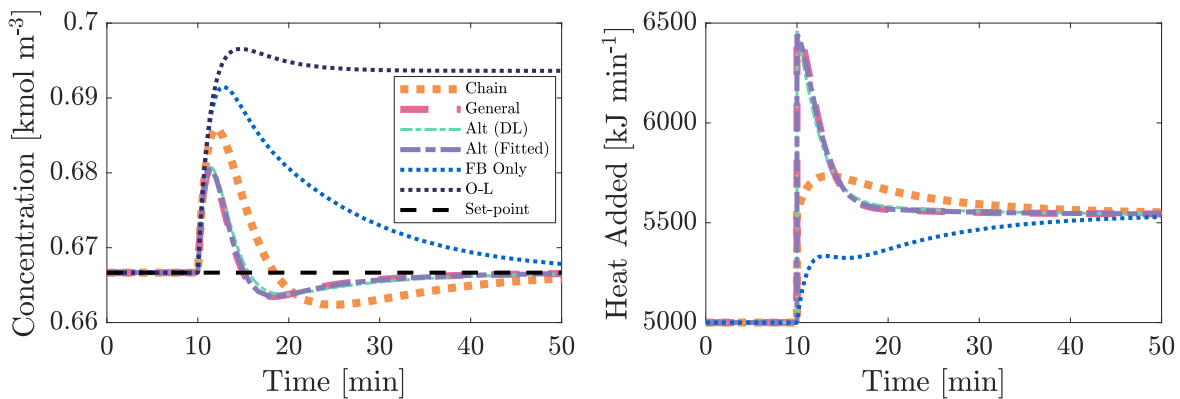 Concentration [kmol m-3]
0.7
0.69
0.68
0.67
0.66
0 10 20 30 40 50
Time [min]
Chain
General
Alt (DL)
Alt (Fitted)
FB Only
O-L
Set-point
Heat Added [kJ min-1]
6500
6000
5500
5000
0 10 20 30 40 50
Time [min]